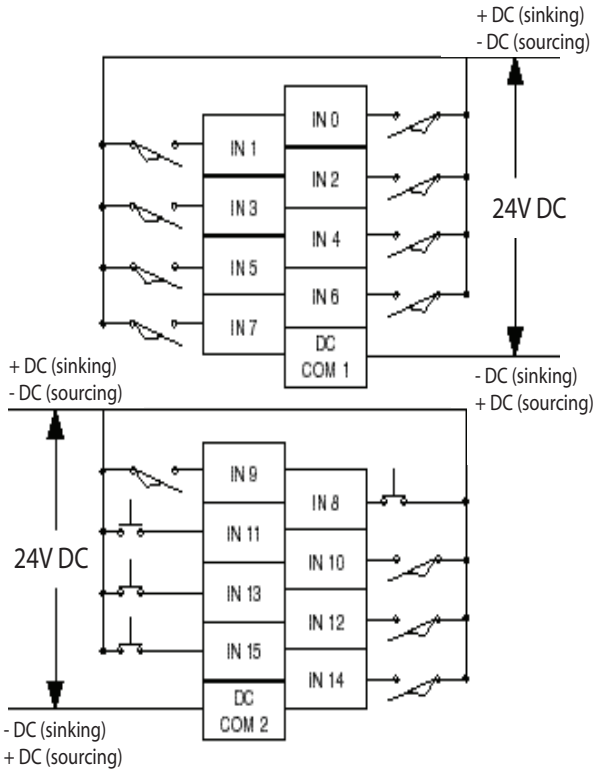 + DC (sinking)
- DC (sourcing)
IN 0
IN 1
IN 2
IN 3
24V DC
IN 4
IN 5
IN 6
IN 7
DC
COM 1
+ DC (sinking)
- DC (sourcing)
- DC (sinking)
+ DC (sourcing)
IN 9
IN 8
IN 11
24V DC
IN 10
IN 13
IN 12
IN 15
IN 14
DC
COM 2
- DC (sinking)
+ DC (sourcing)